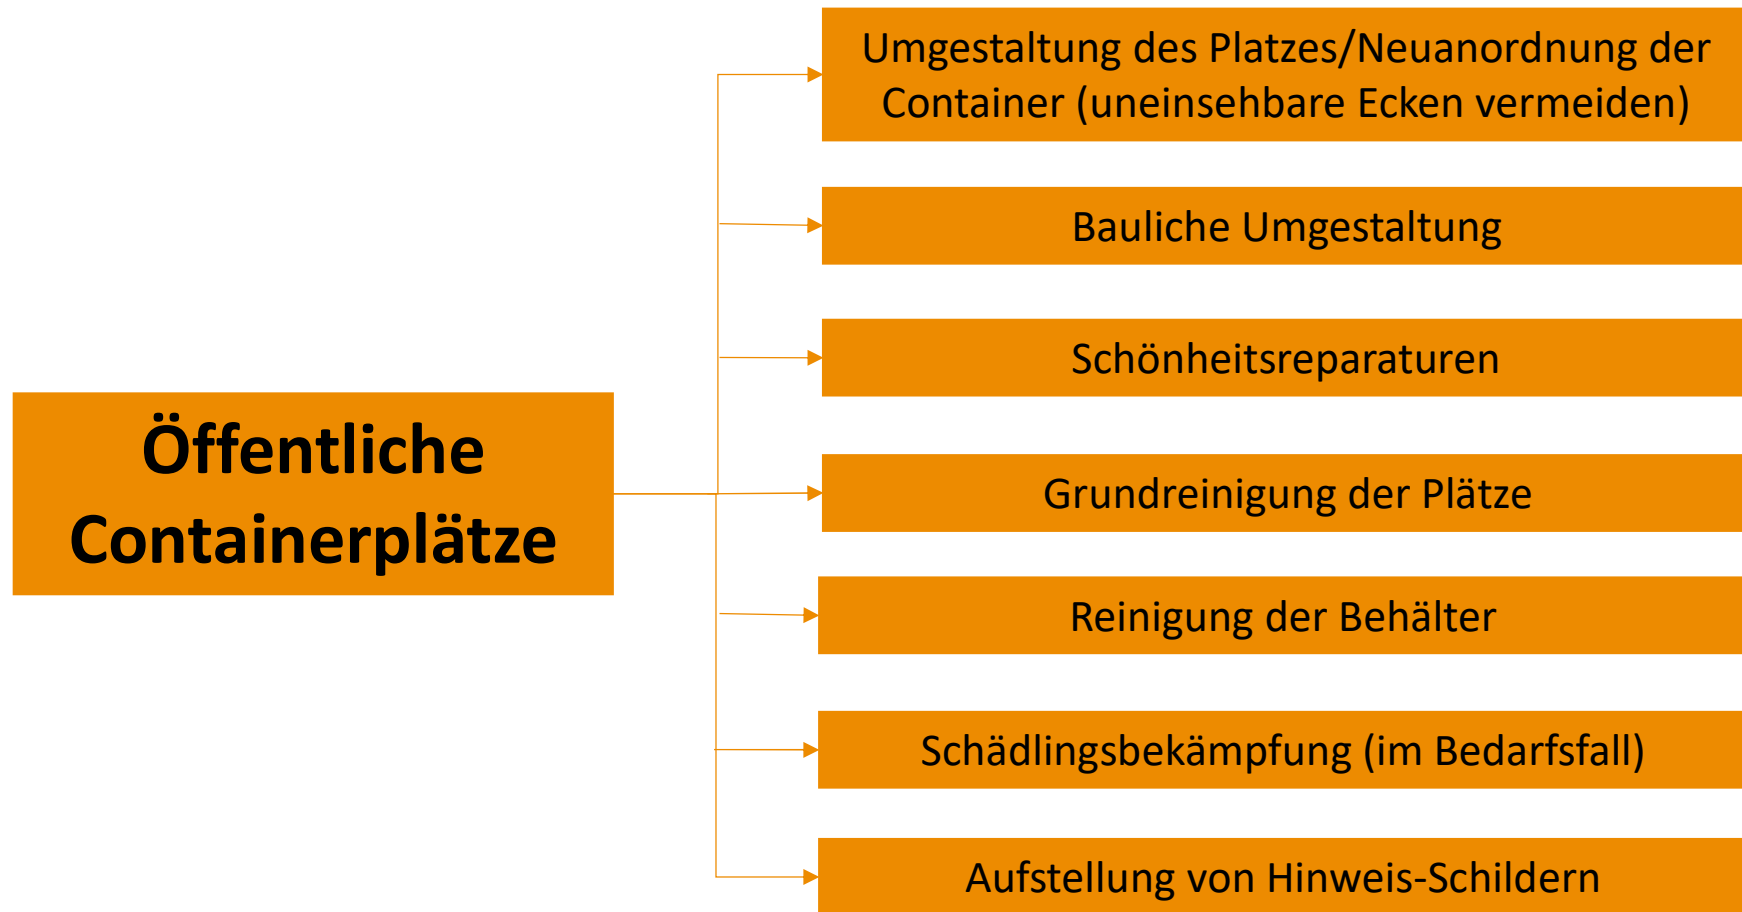 Umgestaltung des Platzes/Neuanordnung der
Container (uneinsehbare Ecken vermeiden)
Bauliche Umgestaltung
Schönheitsreparaturen
Öffentliche
Containerplätze
Grundreinigung der Plätze
Reinigung der Behälter
Schädlingsbekämpfung (im Bedarfsfall)
Aufstellung von Hinweis-Schildern